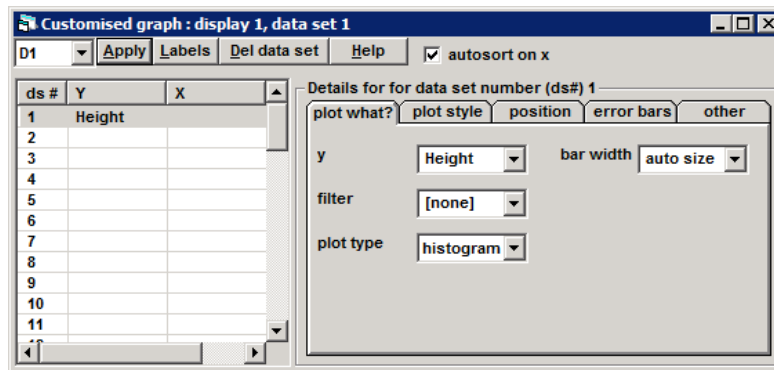 Customised graph : display 1, data set 1
D1 Apply Labels Del data set Help autosort on x
ds # Y X
1 Height
2
3
4
5
6
7
8
9
10
11
Details for for data set number (ds#) 1
plot what? plot style position error bars other
y Height bar width auto size
filter [none]
plot type histogram